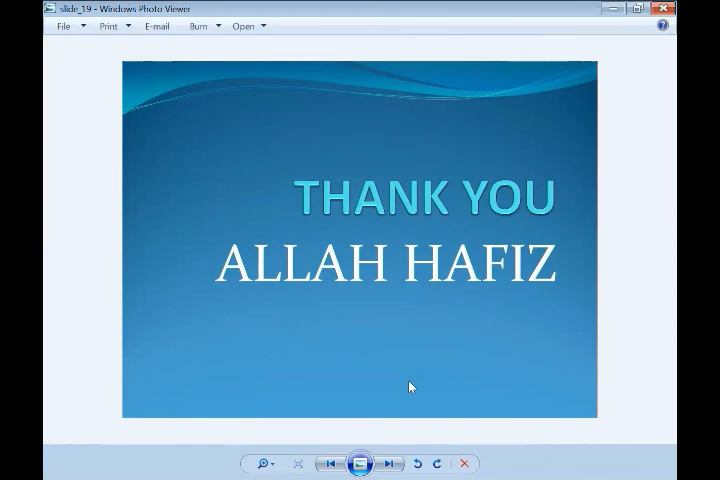 slide_19 - Windows Photo Viewer
File Print E-mail Burn Open
THANK YOU
ALLAH HAFIZ